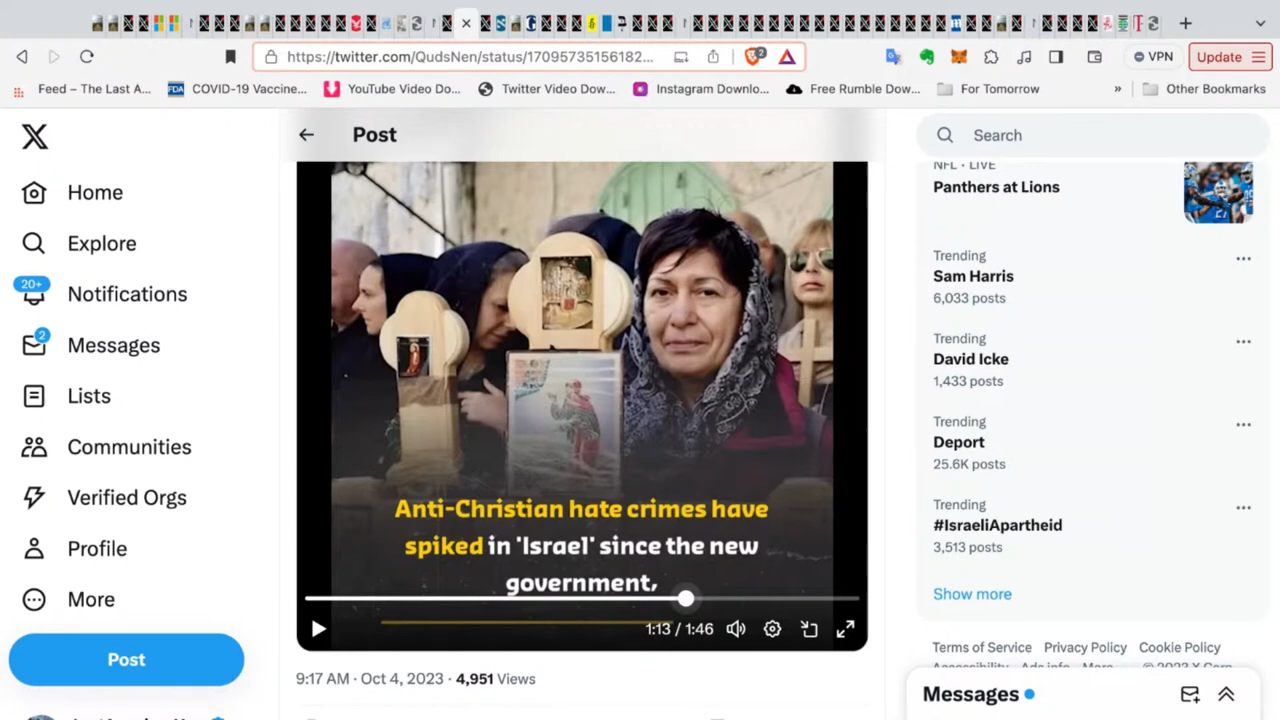 https://twitter.com/QudsNen/status/17095735156182...
2
VPN
Update
Feed – The Last A...
COVID-19 Vaccine...
YouTube Video Do...
Twitter Video Dow...
Instagram Downlo...
Free Rumble Dow...
For Tomorrow
»
Other Bookmarks
Home
Explore
20+
Notifications
2
Messages
Lists
Communities
Verified Orgs
Profile
More
Post
Post
Anti-Christian hate crimes have
spiked in 'Israel' since the new
government,
1:13 / 1:46
9:17 AM · Oct 4, 2023 · 4,951 Views
Search
NFL · LIVE
Panthers at Lions
Trending
Sam Harris
6,033 posts
Trending
David Icke
1,433 posts
Trending
Deport
25.6K posts
Trending
#IsraeliApartheid
3,513 posts
Show more
Terms of Service Privacy Policy Cookie Policy
Accessibility Ads info More © 2023 X Corp.
Messages